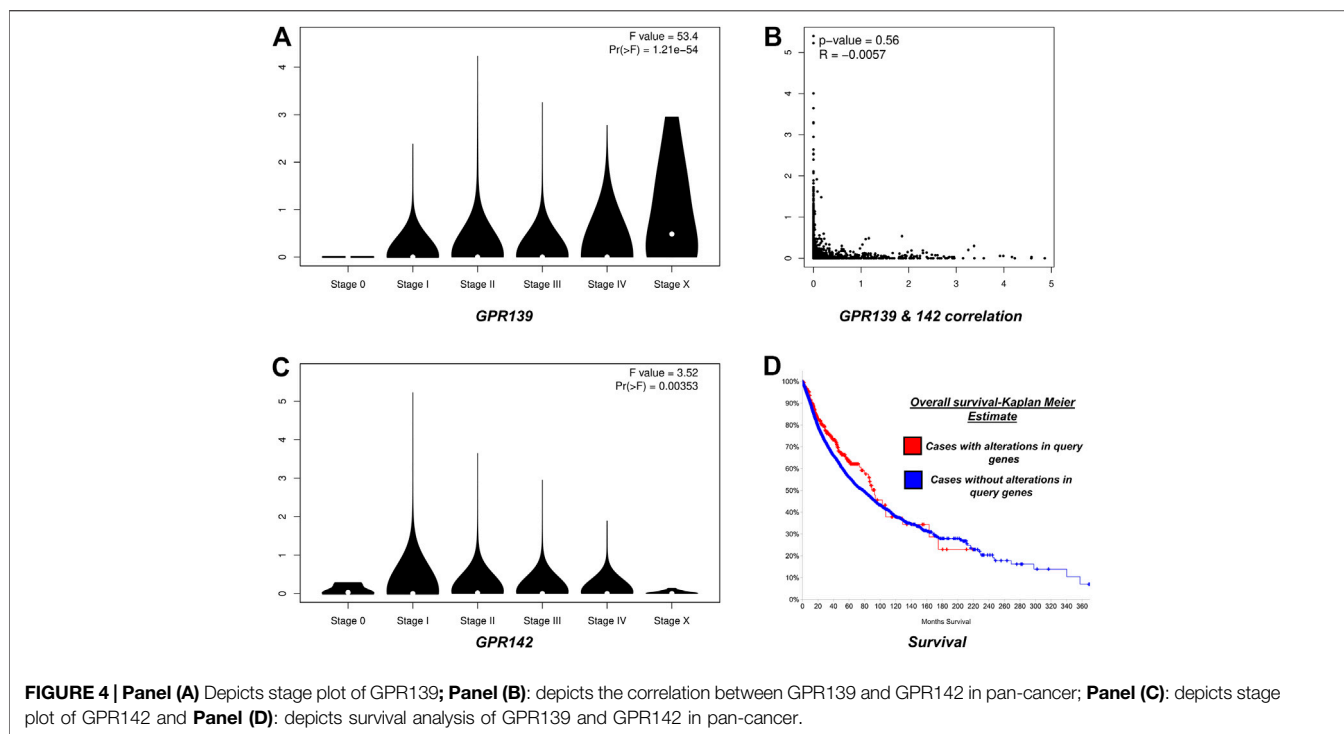 A
F value = 53.4
Pr(>F) = 1.21e−54
4
3
2
1
0
Stage 0 Stage I Stage II Stage III Stage IV Stage X
GPR139
B
p−value = 0.56
R = −0.0057
5
4
3
2
1
0
0 1 2 3 4 5
GPR139 & 142 correlation
C
F value = 3.52
Pr(>F) = 0.00353
5
4
3
2
1
0
Stage 0 Stage I Stage II Stage III Stage IV Stage X
GPR142
D
100%
90%
80%
70%
60%
50%
40%
30%
20%
10%
0%
Overall survival-Kaplan Meier
Estimate
Cases with alterations in query
genes
Cases without alterations in
query genes
0 20 40 60 80 100 120 140 160 180 200 220 240 260 280 300 320 340 360
Months Survival
Survival
FIGURE 4 | Panel (A) Depicts stage plot of GPR139; Panel (B): depicts the correlation between GPR139 and GPR142 in pan-cancer; Panel (C): depicts stage
plot of GPR142 and Panel (D): depicts survival analysis of GPR139 and GPR142 in pan-cancer.